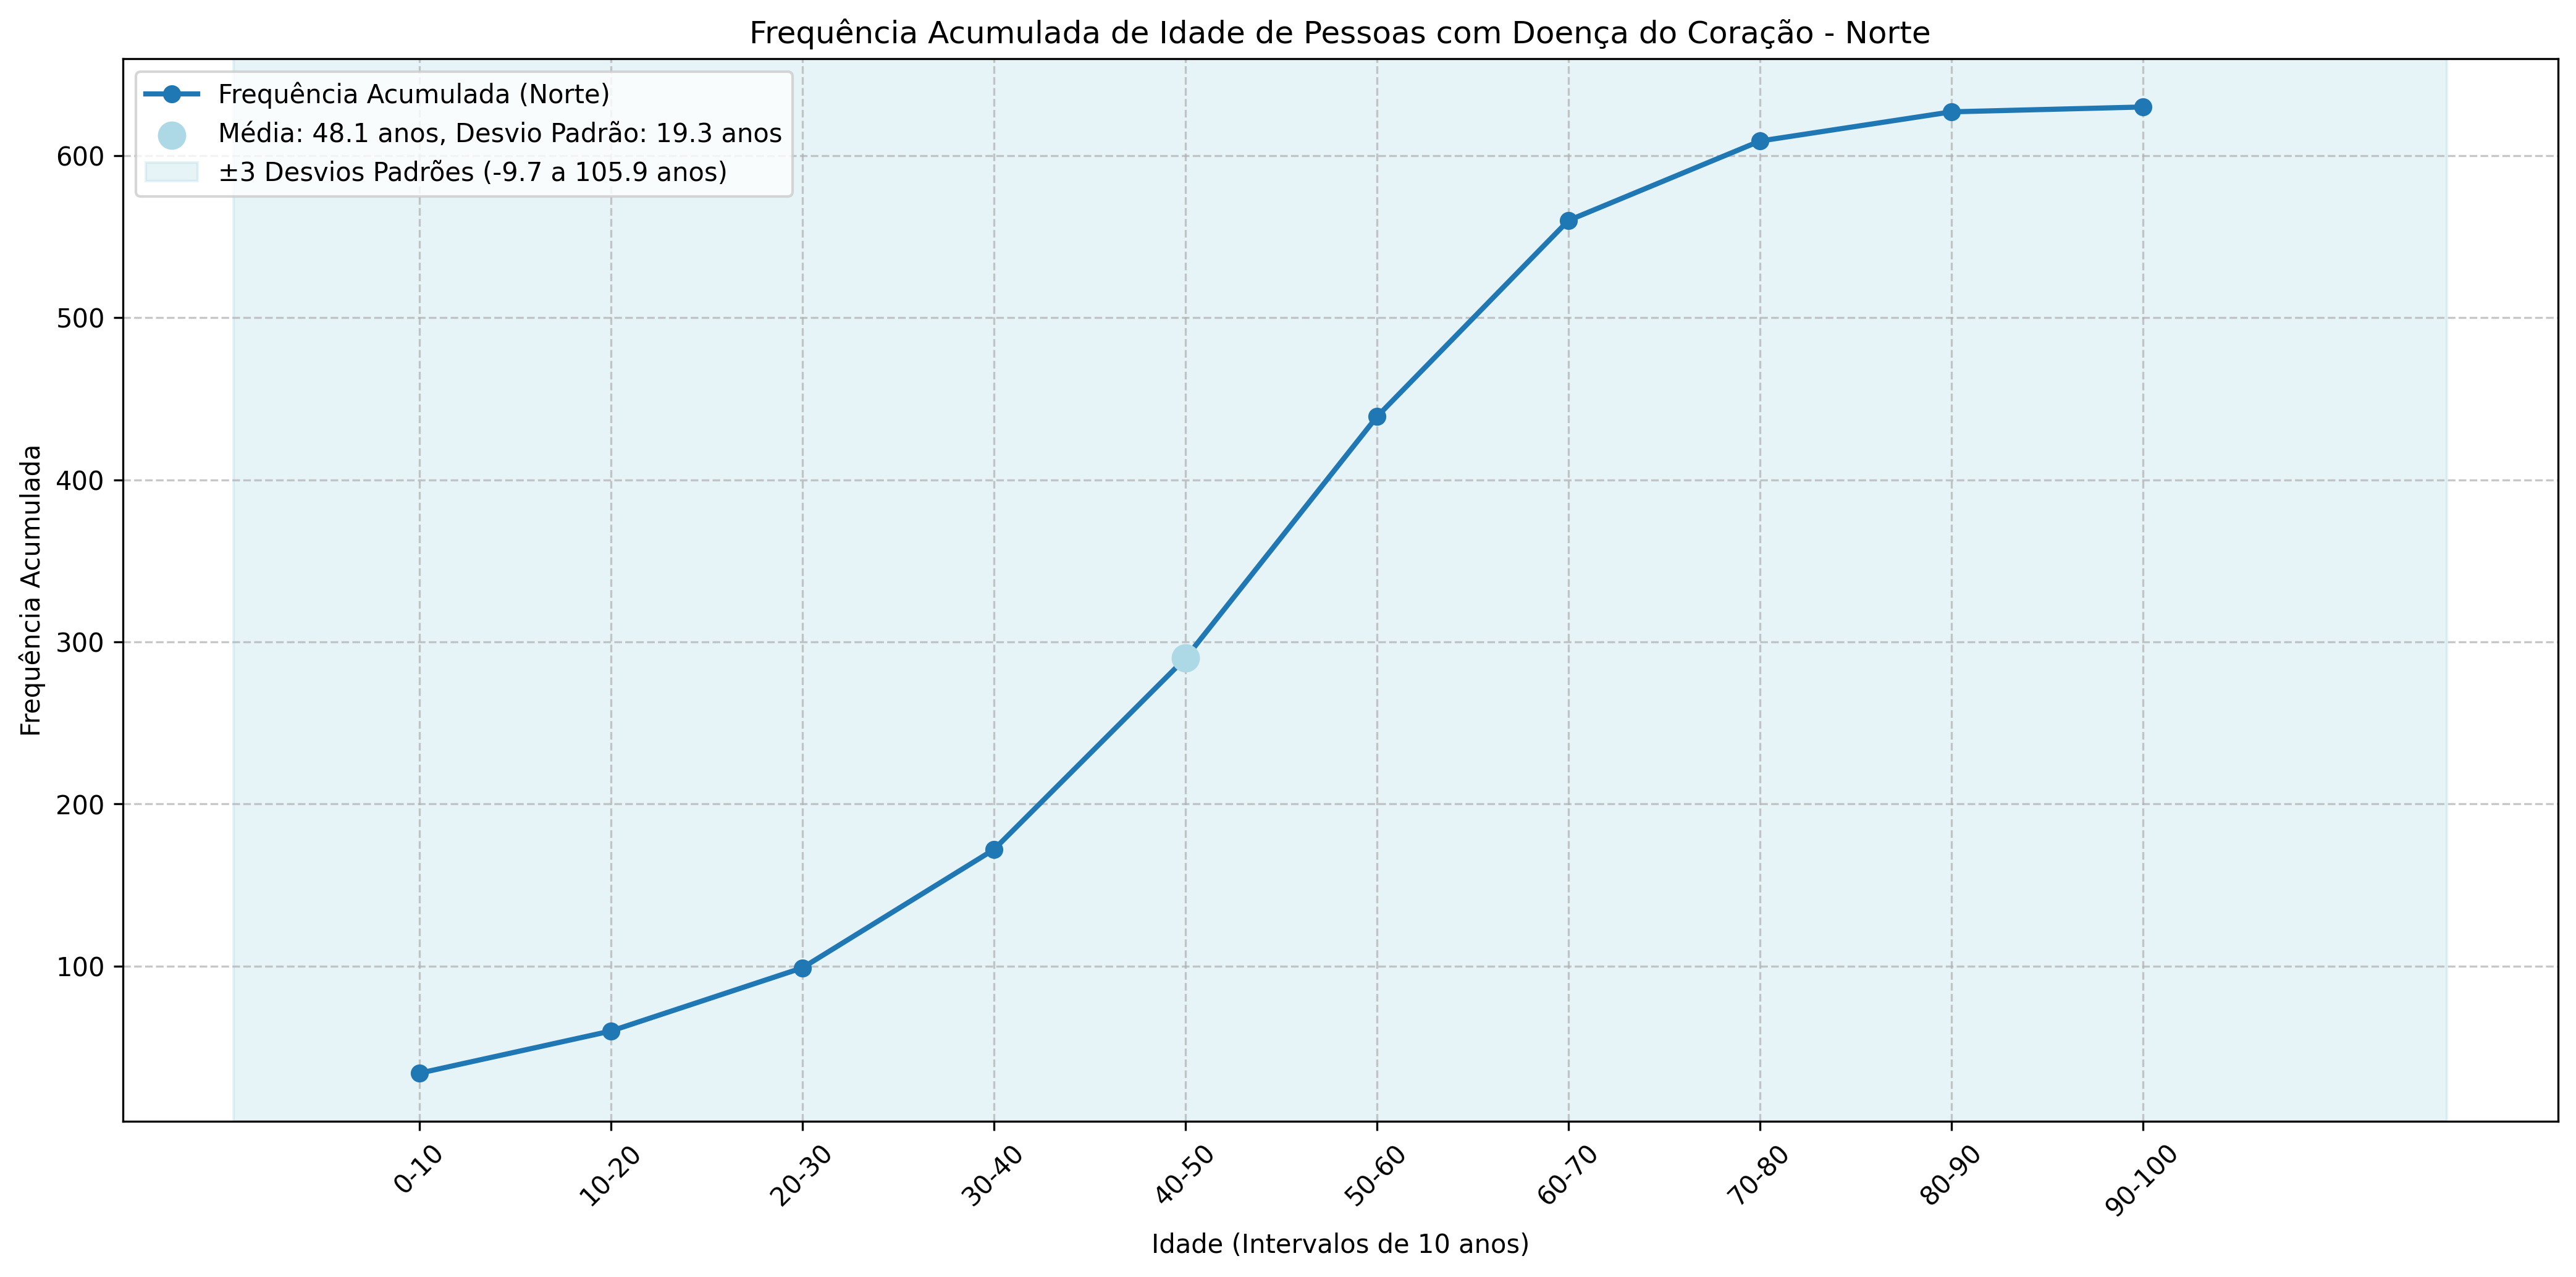 Frequência Acumulada de Idade de Pessoas com Doença do Coração - Norte
Frequência Acumulada (Norte)
Média: 48.1 anos, Desvio Padrão: 19.3 anos
±3 Desvios Padrões (-9.7 a 105.9 anos)
600
500
400
300
200
100
Frequência Acumulada
0-10
10-20
20-30
30-40
40-50
50-60
60-70
70-80
80-90
90-100
Idade (Intervalos de 10 anos)